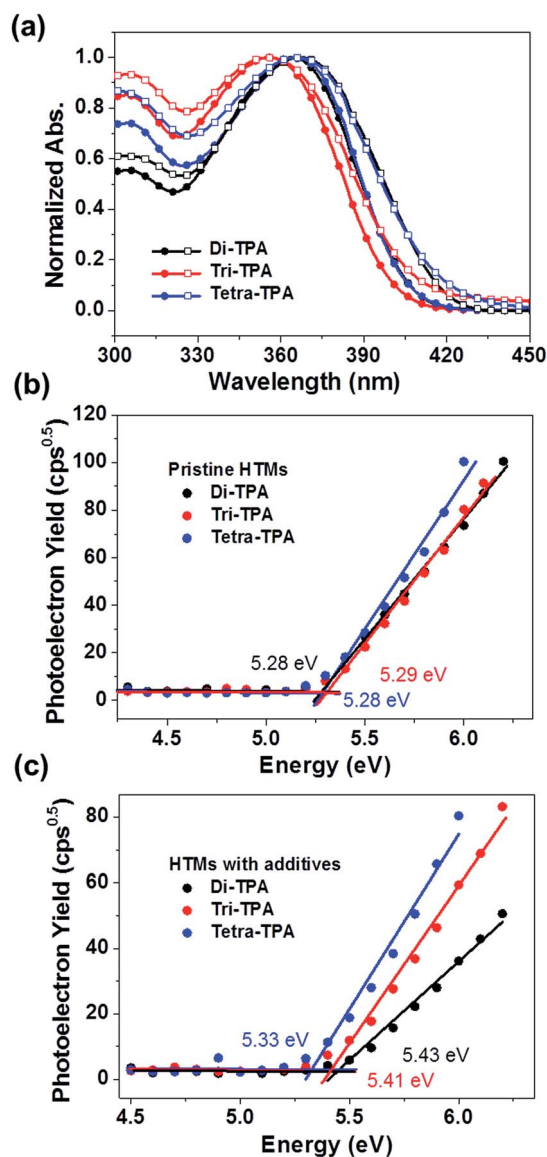 (a)
Normalized Abs.
1.0
0.8
0.6
0.4
0.2
0.0
Di-TPA
Tri-TPA
Tetra-TPA
300 330 360 390 420 450
Wavelength (nm)
(b)
Photoelectron Yield (cps0.5)
120
100
80
60
40
20
0
Pristine HTMs
Di-TPA
Tri-TPA
Tetra-TPA
5.28 eV
5.29 eV
5.28 eV
4.5 5.0 5.5 6.0
Energy (eV)
(c)
Photoelectron Yield (cps0.5)
80
60
40
20
0
HTMs with additives
Di-TPA
Tri-TPA
Tetra-TPA
5.33 eV
5.43 eV
5.41 eV
4.5 5.0 5.5 6.0
Energy (eV)